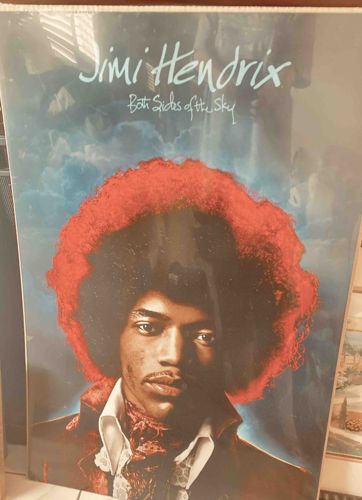 Jimi Hendrix
Both Sides of the Sky